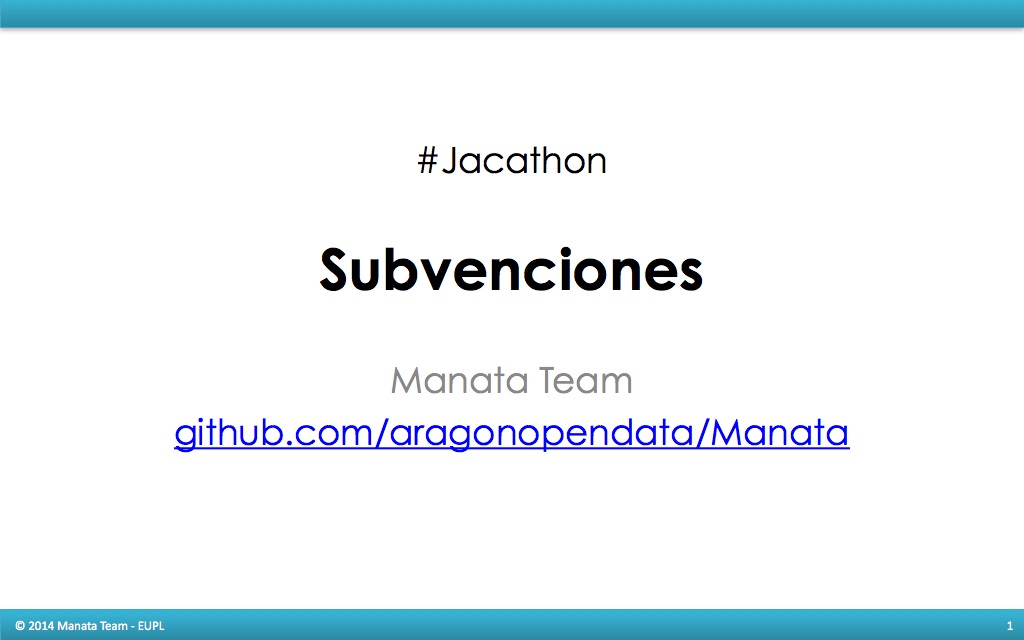 #Jacathon
Subvenciones
Manata Team
github.com/aragonopendata/Manata
© 2014 Manata Team - EUPL
1